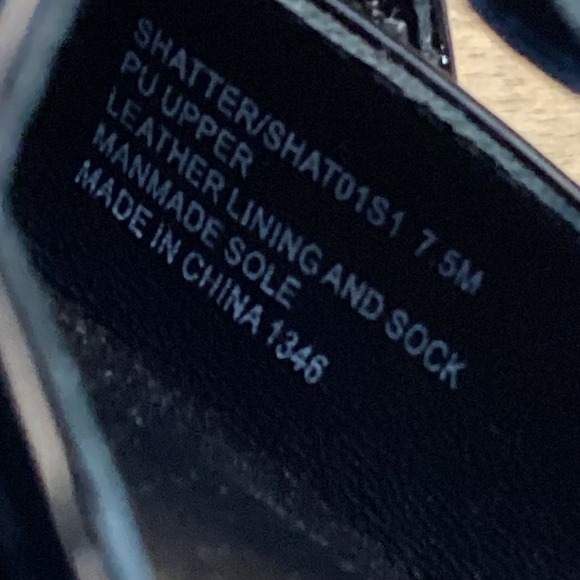 SHATTER/SHAT01S1 7.5M
PU UPPER
LEATHER LINING AND SOCK
MANMADE SOLE
MADE IN CHINA 1346